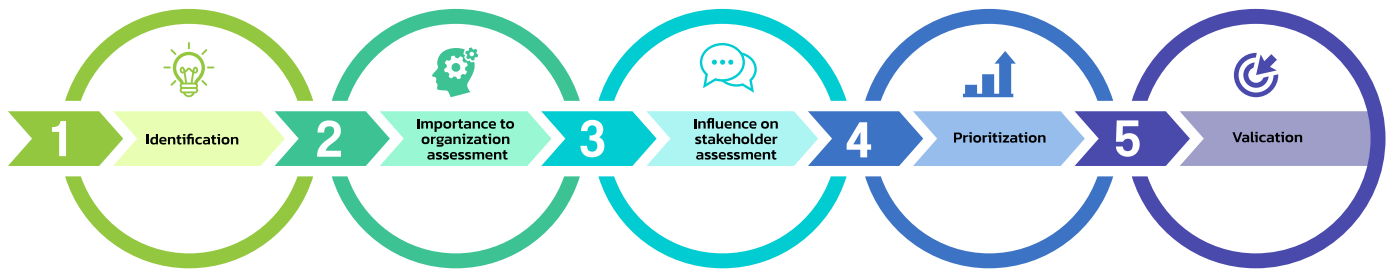 1
Identification
2
Importance to
organization
assessment
3
Influence on
stakeholder
assessment
4
Prioritization
5
Valication